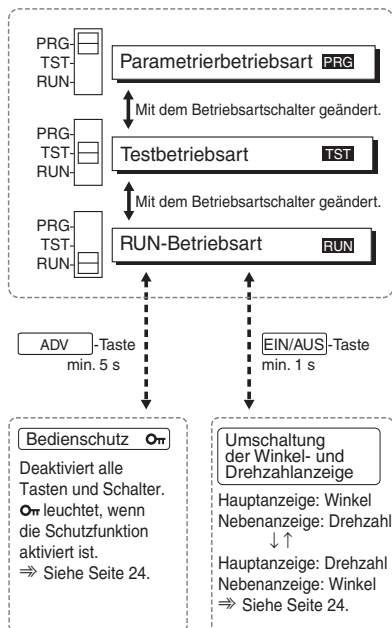 PRG
TST
RUN
Parametrierbetriebsart PRG
Mit dem Betriebsartschalter geändert.
PRG
TST
RUN
Testbetriebsart TST
Mit dem Betriebsartschalter geändert.
PRG
TST
RUN
RUN-Betriebsart RUN
ADV -Taste
min. 5 s
EIN/AUS -Taste
min. 1 s
Bedienschutz
Deaktiviert alle
Tasten und Schalter.
leuchtet, wenn
die Schutzfunktion
aktiviert ist.
⇒ Siehe Seite 24.
Umschaltung
der Winkel- und
Drehzahlanzeige
Hauptanzeige: Winkel
Nebenanzeige: Drehzahl
↓↑
Hauptanzeige: Drehzahl
Nebenanzeige: Winkel
⇒ Siehe Seite 24.